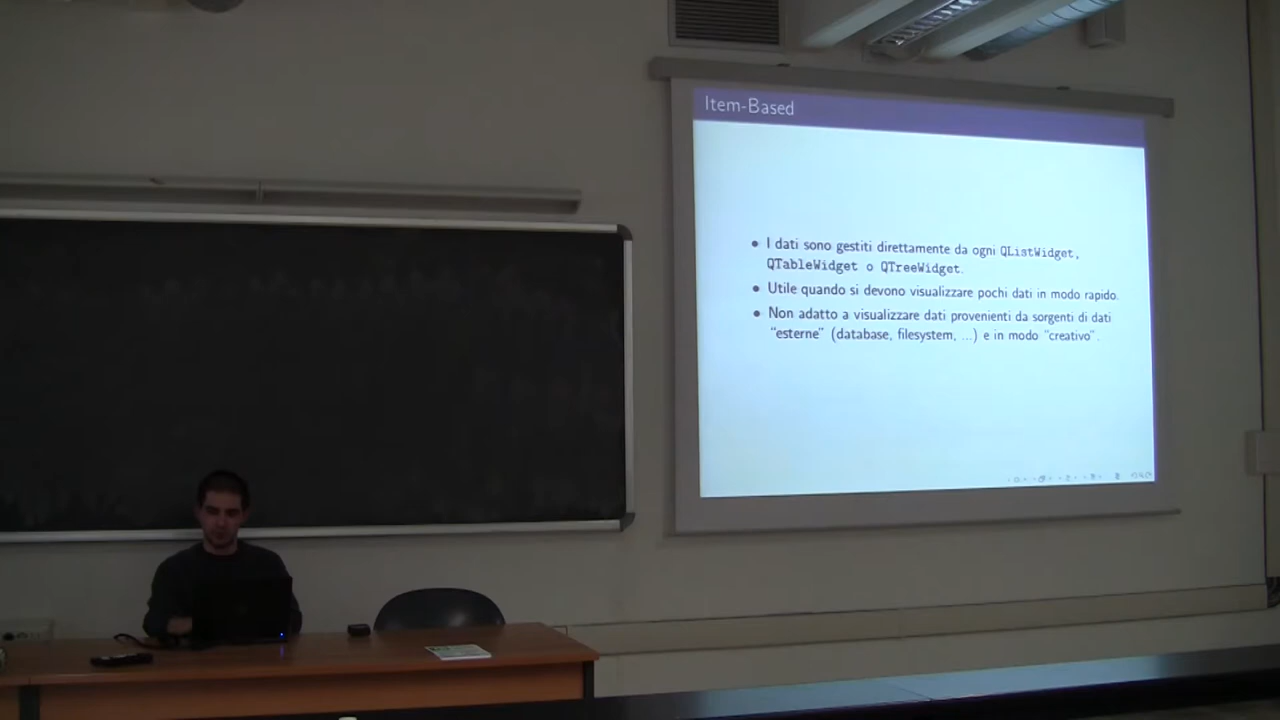 Item-Based
• I dati sono gestiti direttamente da ogni QListWidget,
QTableWidget o QTreeWidget.
• Utile quando si devono visualizzare pochi dati in modo rapido.
• Non adatto a visualizzare dati provenienti da sorgenti di dati
“esterne” (database, filesystem, ...) e in modo “creativo”.